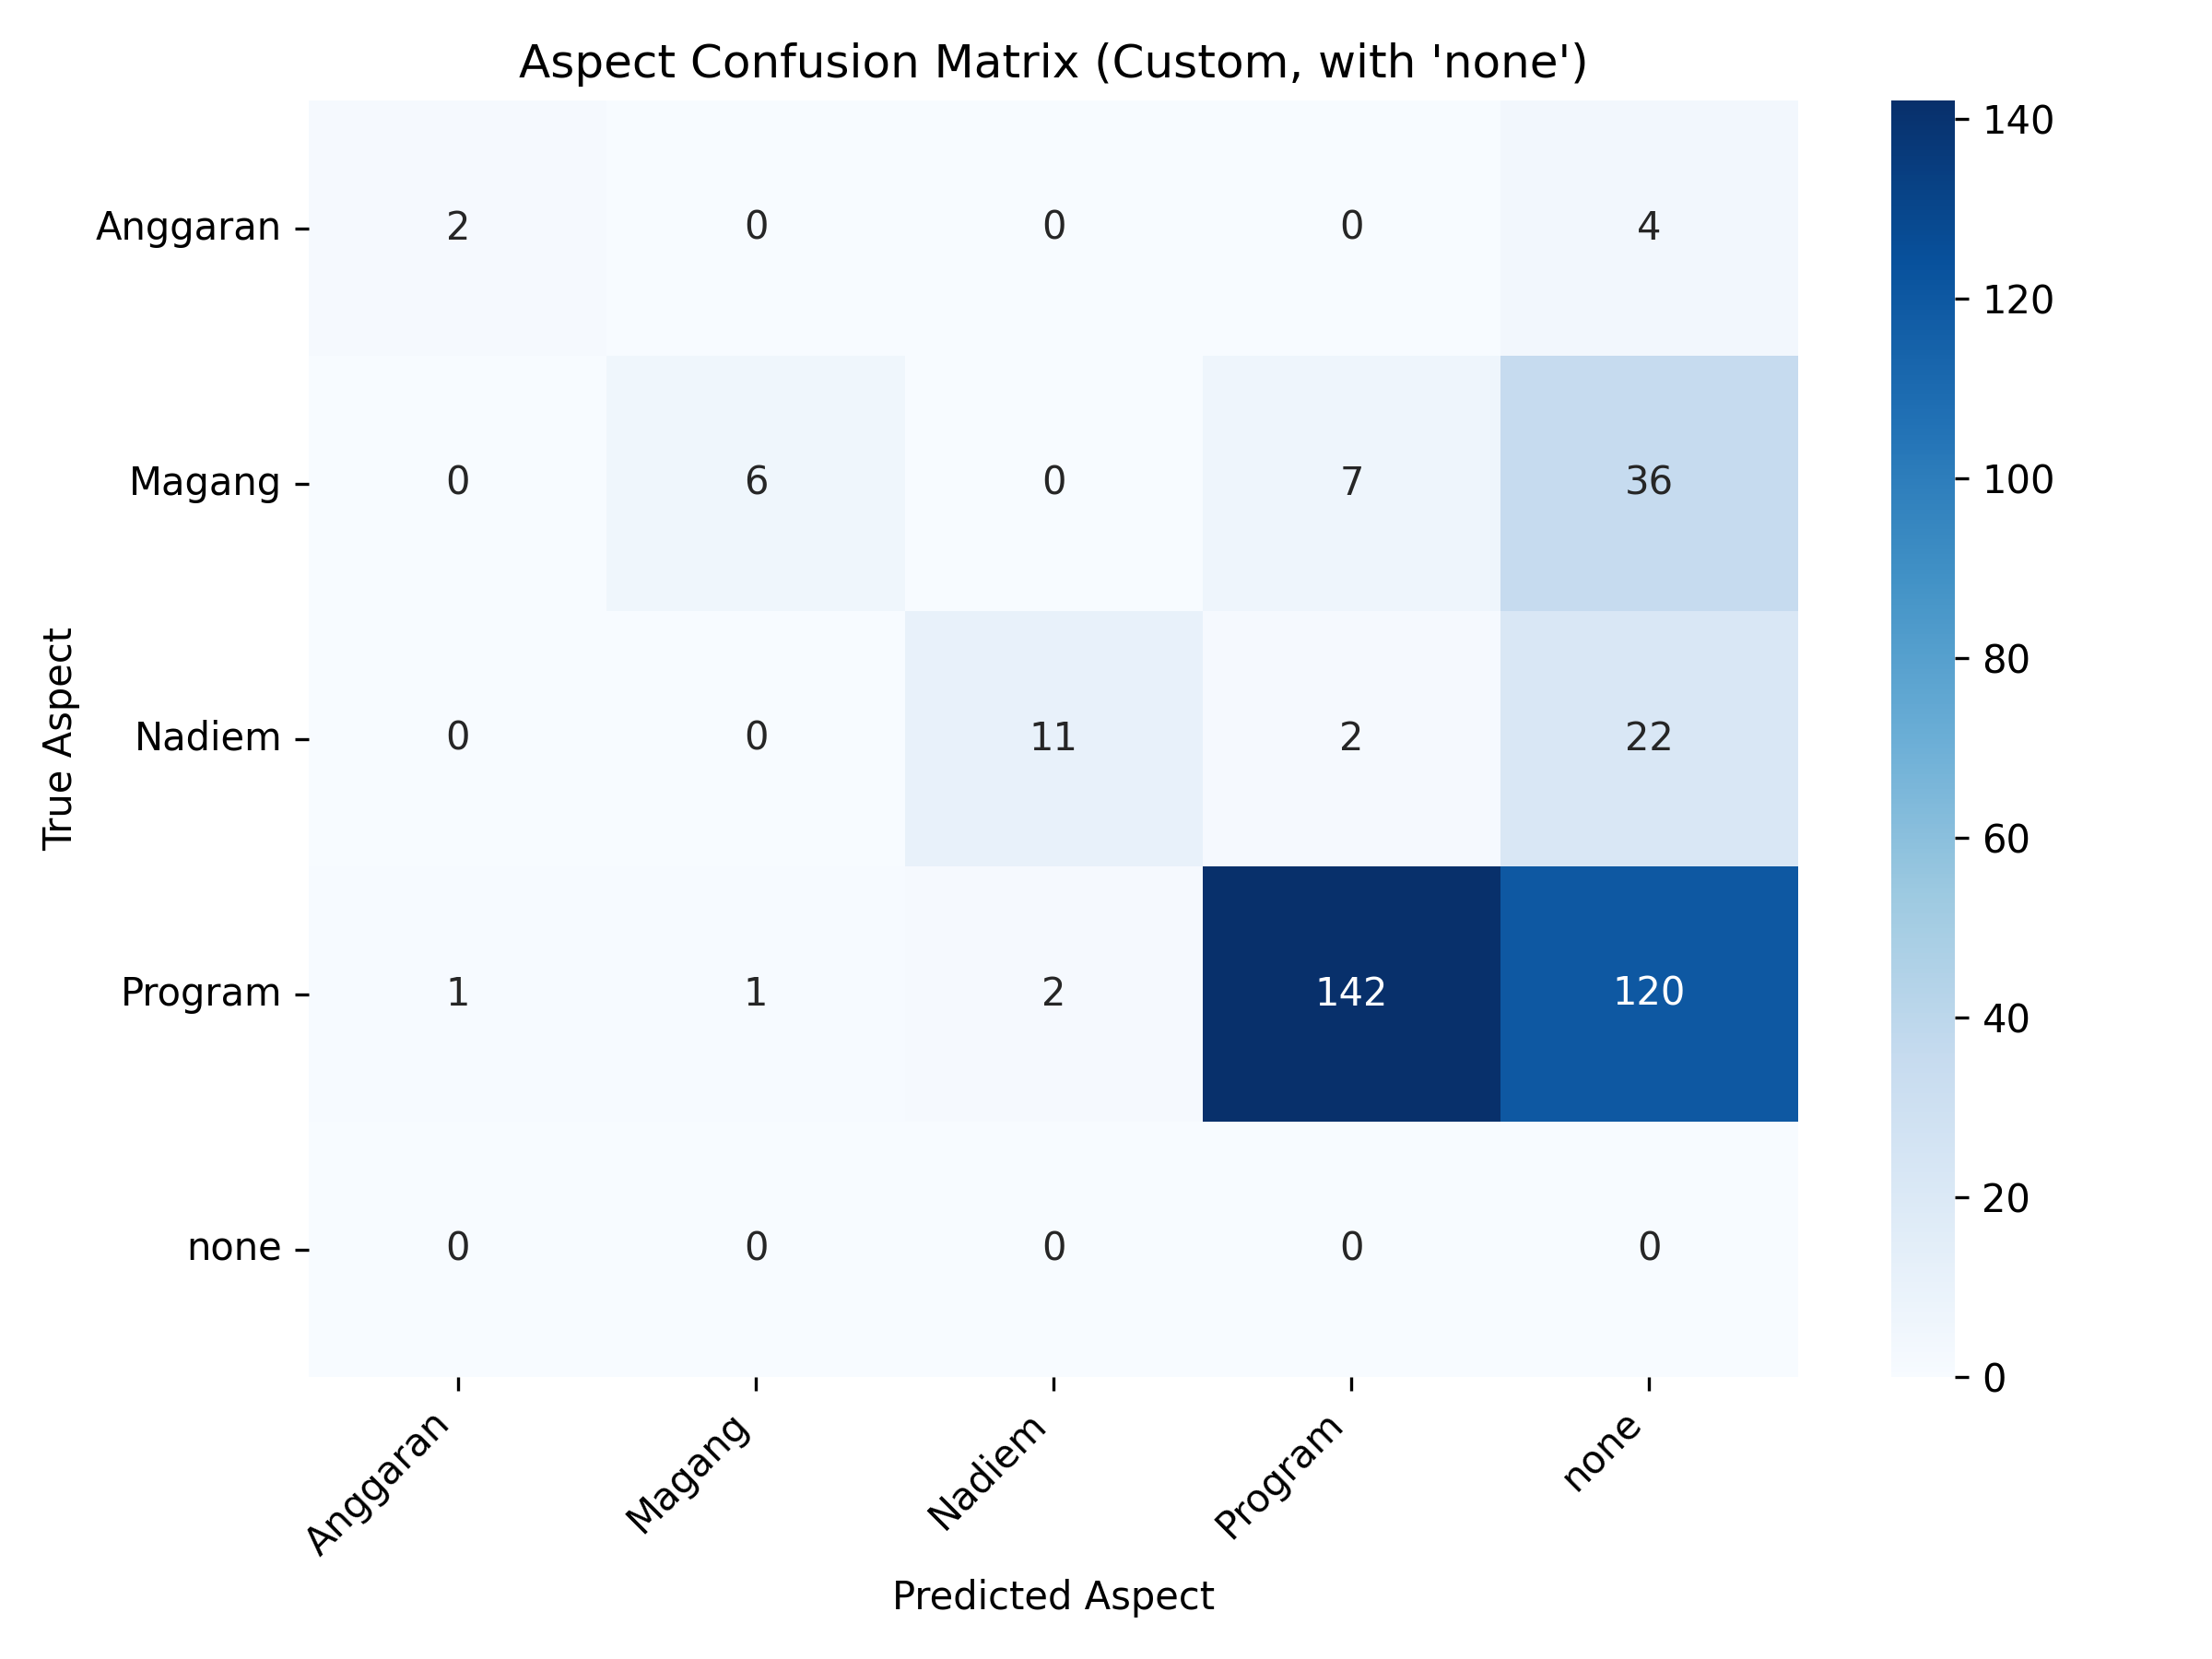 Aspect Confusion Matrix (Custom, with 'none')
True Aspect
Anggaran 2 0 0 0 4
Magang 0 6 0 7 36
Nadiem 0 0 11 2 22
Program 1 1 2 142 120
none 0 0 0 0 0
Anggaran Magang Nadiem Program none
Predicted Aspect
140
120
100
80
60
40
20
0